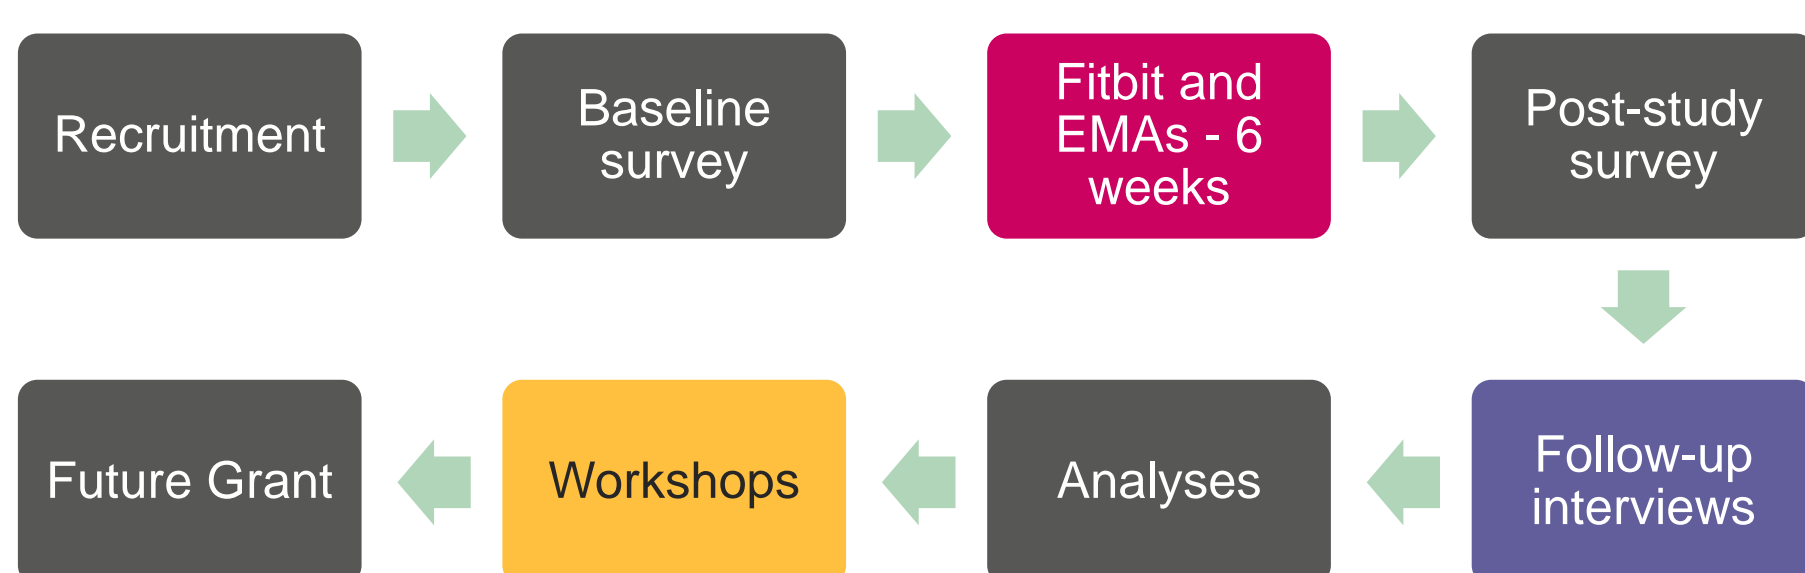 Recruitment
Baseline
survey
Fitbit and
EMAs - 6
weeks
Post-study
survey
Follow-up
interviews
Analyses
Workshops
Future Grant